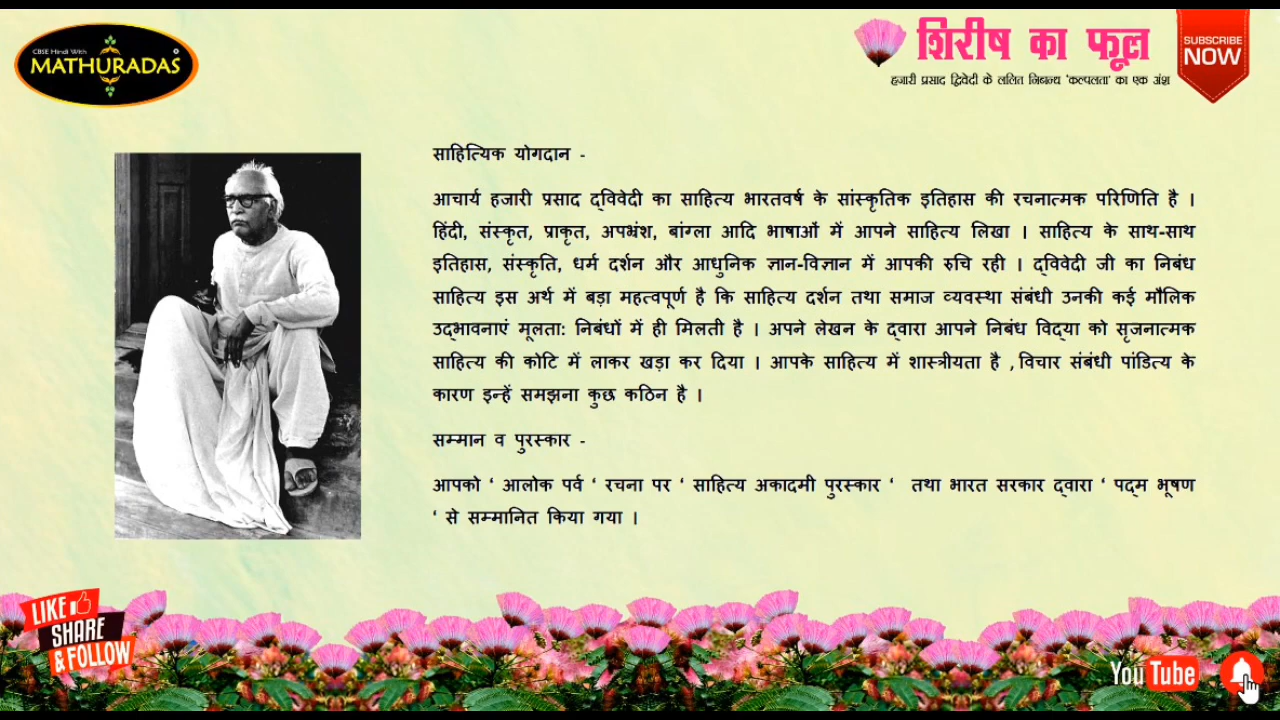 CBSE Hindi With
MATHURADAS
शिरीष का फूल
हजारी प्रसाद द्विवेदी के ललित निबन्ध 'कल्पलता' का एक अंश
SUBSCRIBE
NOW
साहित्यिक योगदान -
आचार्य हजारी प्रसाद द्विवेदी का साहित्य भारतवर्ष के सांस्कृतिक इतिहास की रचनात्मक परिणिति है ।
हिंदी, संस्कृत, प्राकृत, अपभ्रंश, बांग्ला आदि भाषाओं में आपने साहित्य लिखा । साहित्य के साथ-साथ
इतिहास, संस्कृति, धर्म दर्शन और आधुनिक ज्ञान-विज्ञान में आपकी रुचि रही । द्विवेदी जी का निबंध
साहित्य इस अर्थ में बड़ा महत्वपूर्ण है कि साहित्य दर्शन तथा समाज व्यवस्था संबंधी उनकी कई मौलिक
उद्भावनाएं मूलता: निबंधों में ही मिलती है । अपने लेखन के द्वारा आपने निबंध विद्या को सृजनात्मक
साहित्य की कोटि में लाकर खड़ा कर दिया । आपके साहित्य में शास्त्रीयता है ,विचार संबंधी पांडित्य के
कारण इन्हें समझना कुछ कठिन है ।
सम्मान व पुरस्कार -
आपको ‘ आलोक पर्व ‘ रचना पर ‘ साहित्य अकादमी पुरस्कार ‘ तथा भारत सरकार द्वारा ‘ पद्म भूषण
‘ से सम्मानित किया गया ।
LIKE
SHARE
& FOLLOW
YouTube